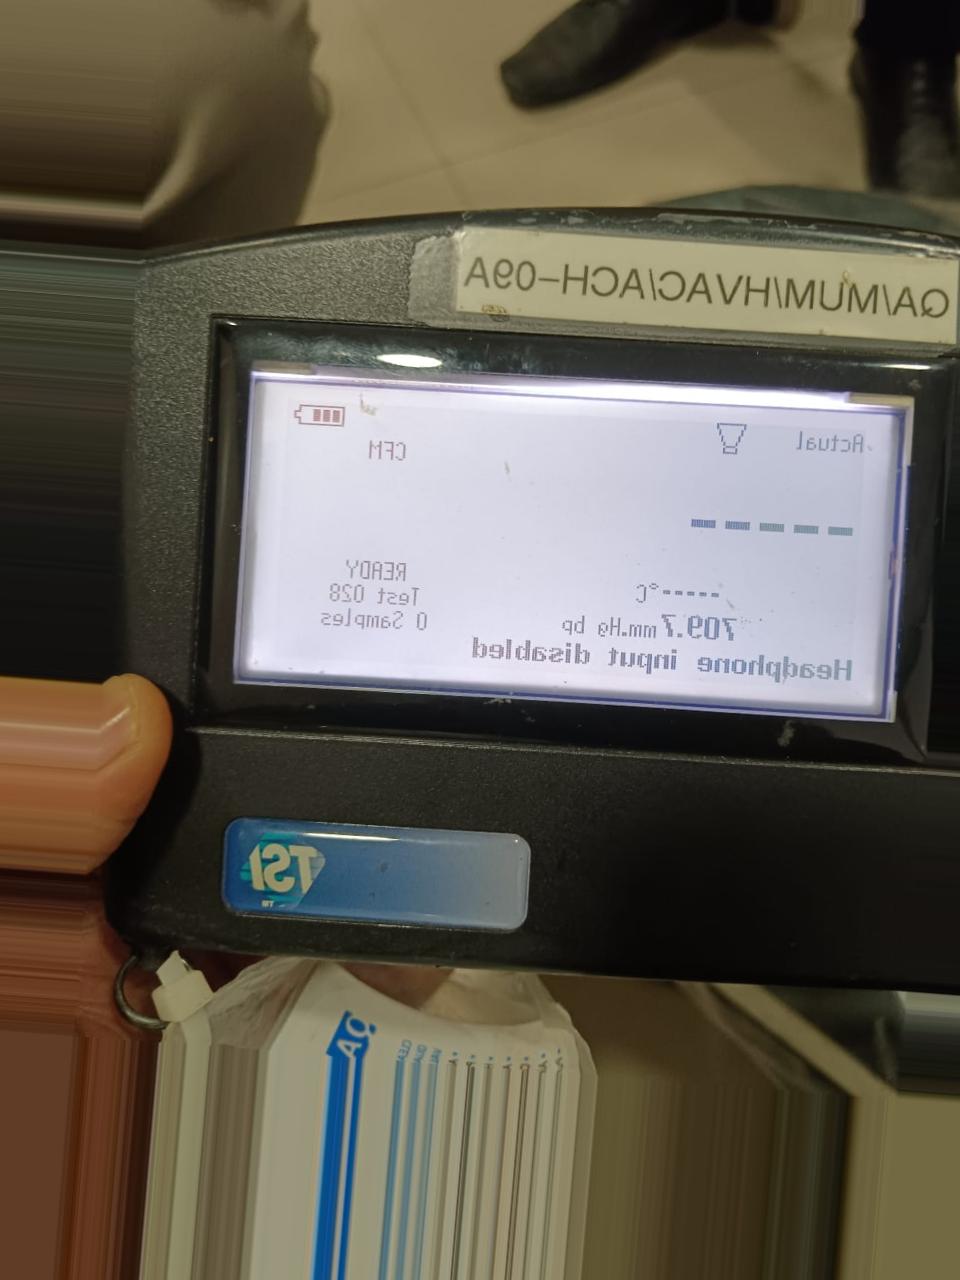 QA/MUM/HVAC/ACH-09A
Actual
CFM
-----
-----°C
READY
Test 028
709.7 mm.Hg bp
0 Samples
Headphone input disabled
TSI
TM